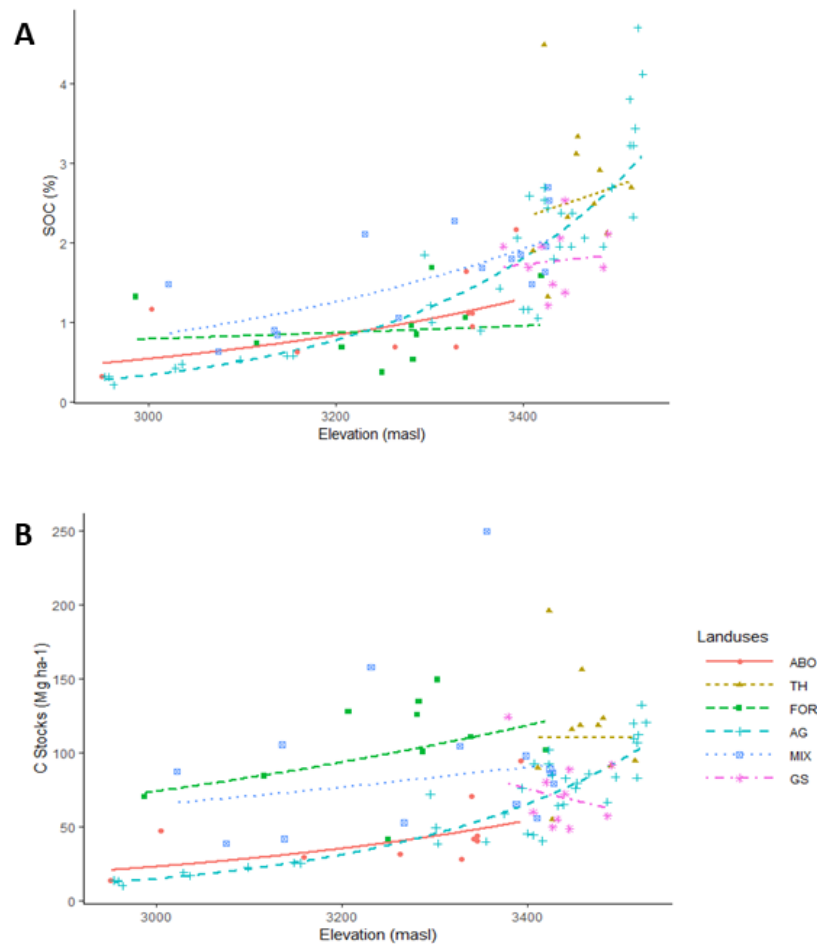 A
SOC (%)
4
3
2
1
0
3000 3200 3400
Elevation (masl)
B
C Stocks (Mg ha-1)
250
200
150
100
50
0
3000 3200 3400
Elevation (masl)
Landuses
ABO
TH
FOR
AG
MIX
GS